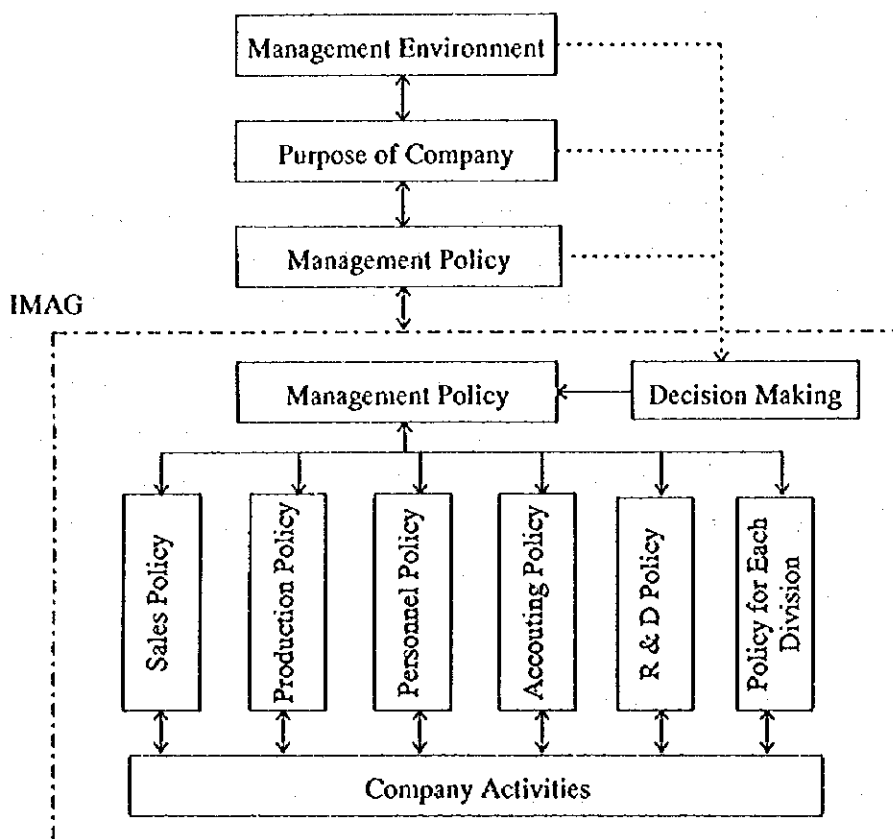 Management Environment
Purpose of Company
Management Policy
IMAG
Management Policy
Decision Making
Sales Policy
Production Policy
Personnel Policy
Accouting Policy
R & D Policy
Policy for Each
Division
Company Activities